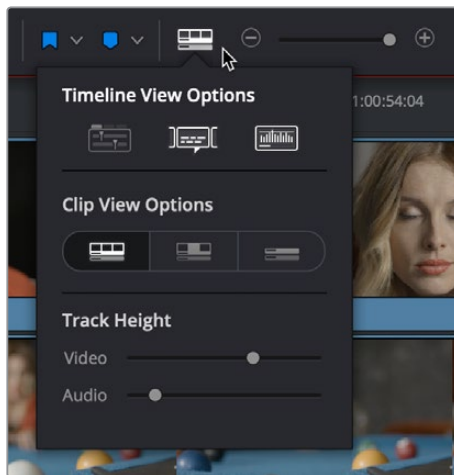 1:00:54:04
Timeline View Options
Clip View Options
Track Height
Video
Audio